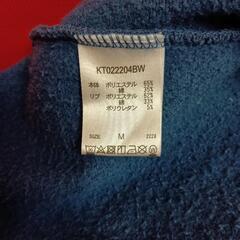 KT022204BW
本体 ポリエステル 65%
綿 35%
リブ ポリエステル 62%
綿 33%
ポリウレタン 5%
SIZE: M 2229